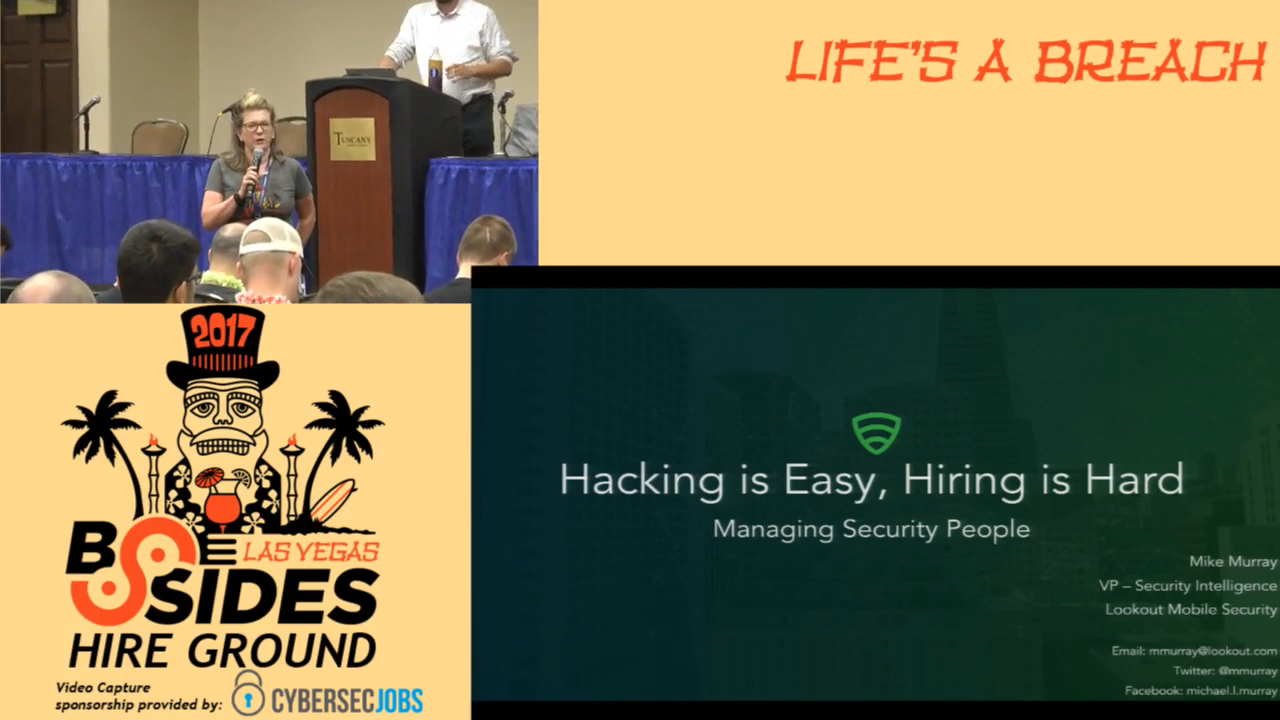 LIFE'S A BREACH
TUSCANY
2017
BSIDES
LAS VEGAS
HIRE GROUND
Video Capture
sponsorship provided by:
CYBERSECJOBS
Hacking is Easy, Hiring is Hard
Managing Security People
Mike Murray
VP – Security Intelligence
Lookout Mobile Security
Email: mmurray@lookout.com
Twitter: @mmurray
Facebook: michael.l.murray